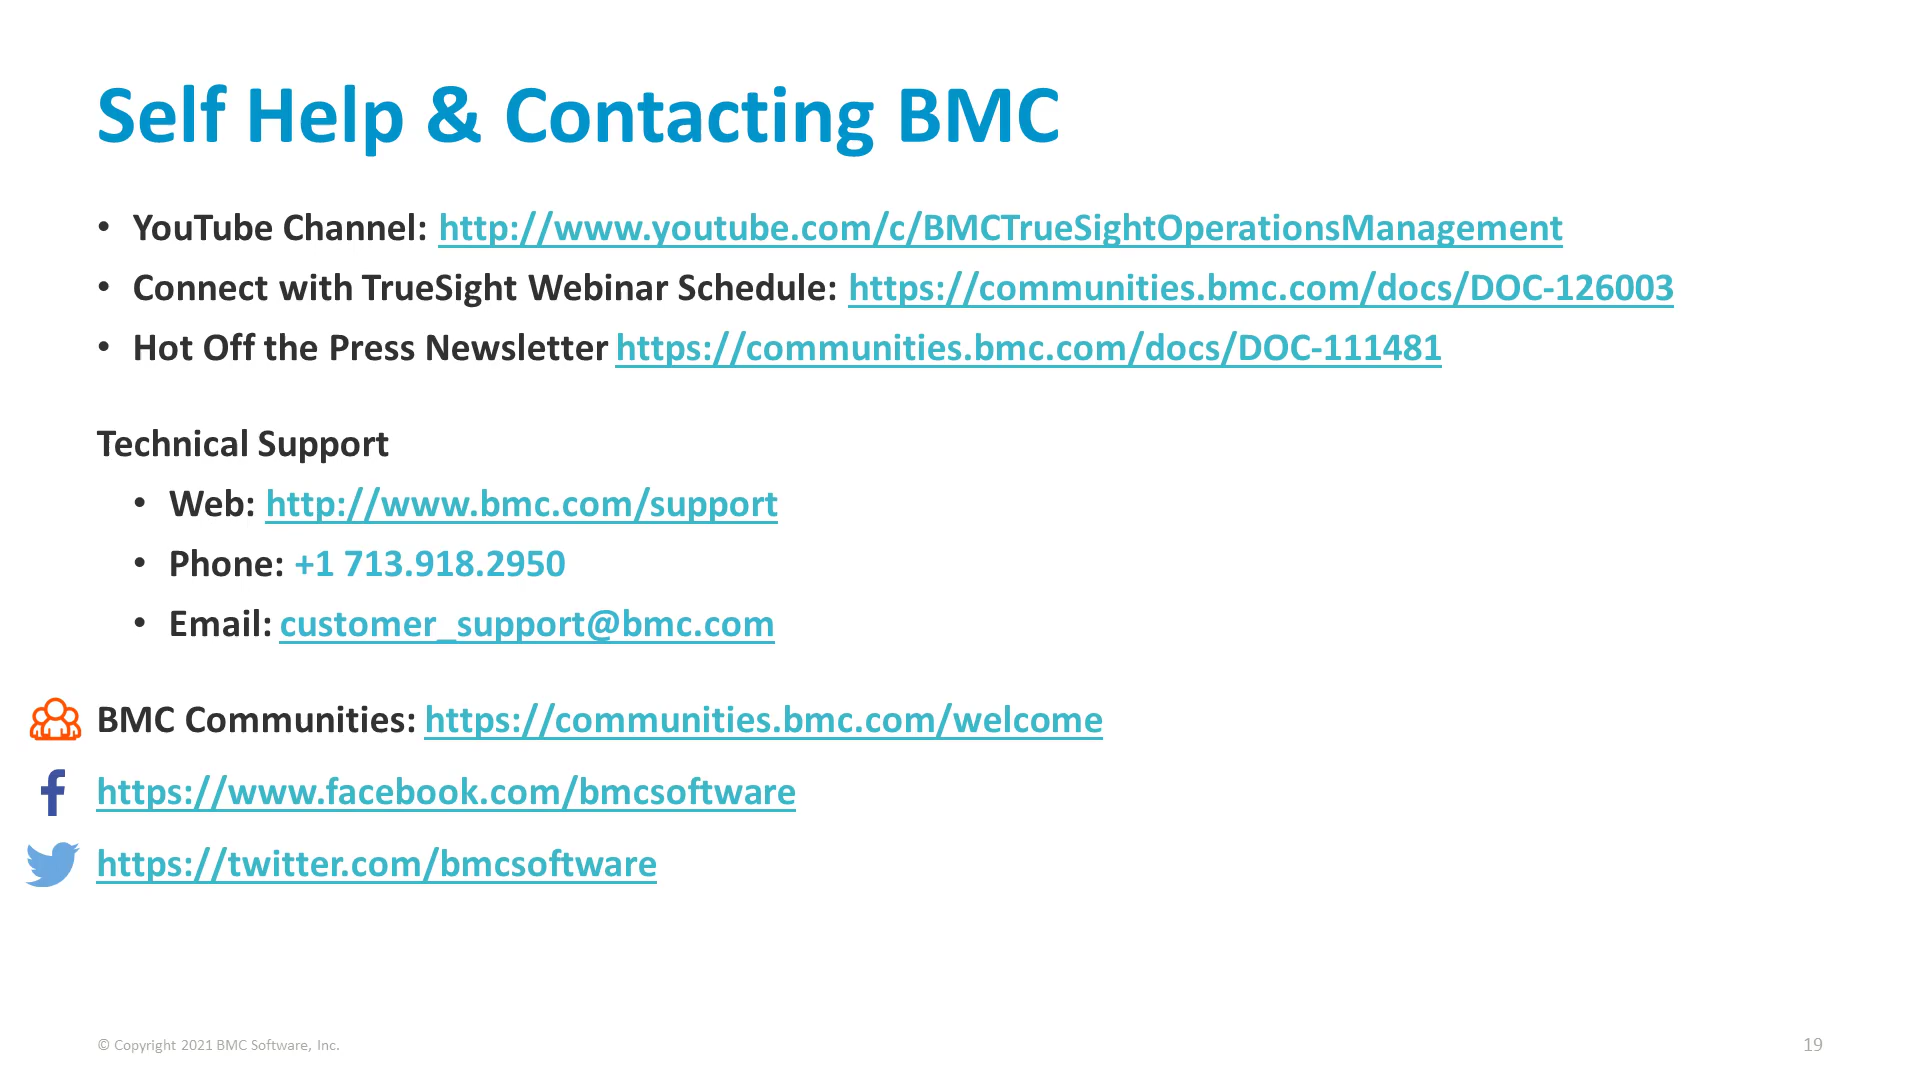 Self Help & Contacting BMC
• YouTube Channel: http://www.youtube.com/c/BMCTrueSightOperationsManagement
• Connect with TrueSight Webinar Schedule: https://communities.bmc.com/docs/DOC-126003
• Hot Off the Press Newsletter https://communities.bmc.com/docs/DOC-111481
Technical Support
• Web: http://www.bmc.com/support
• Phone: +1 713.918.2950
• Email: customer_support@bmc.com
BMC Communities: https://communities.bmc.com/welcome
https://www.facebook.com/bmcsoftware
https://twitter.com/bmcsoftware
© Copyright 2021 BMC Software, Inc.
19